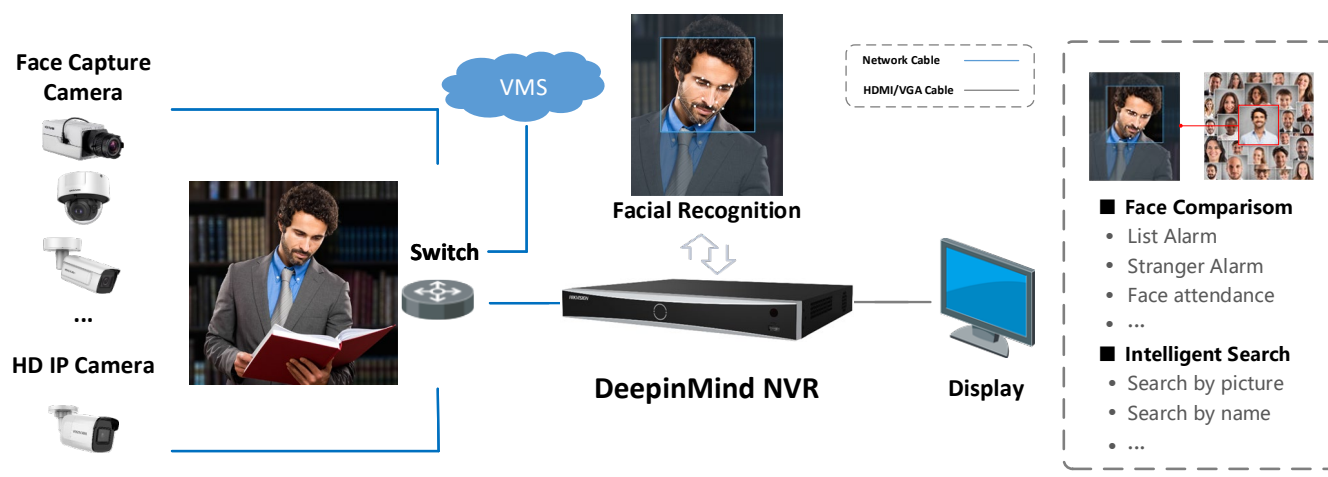 Face Capture
Camera
...
HD IP Camera
VMS
Switch
Facial Recognition
HIKVISION
DeepinMind NVR
Network Cable
HDMI/VGA Cable
Display
■ Face Comparisom
• List Alarm
• Stranger Alarm
• Face attendance
• ...
■ Intelligent Search
• Search by picture
• Search by name
• ...